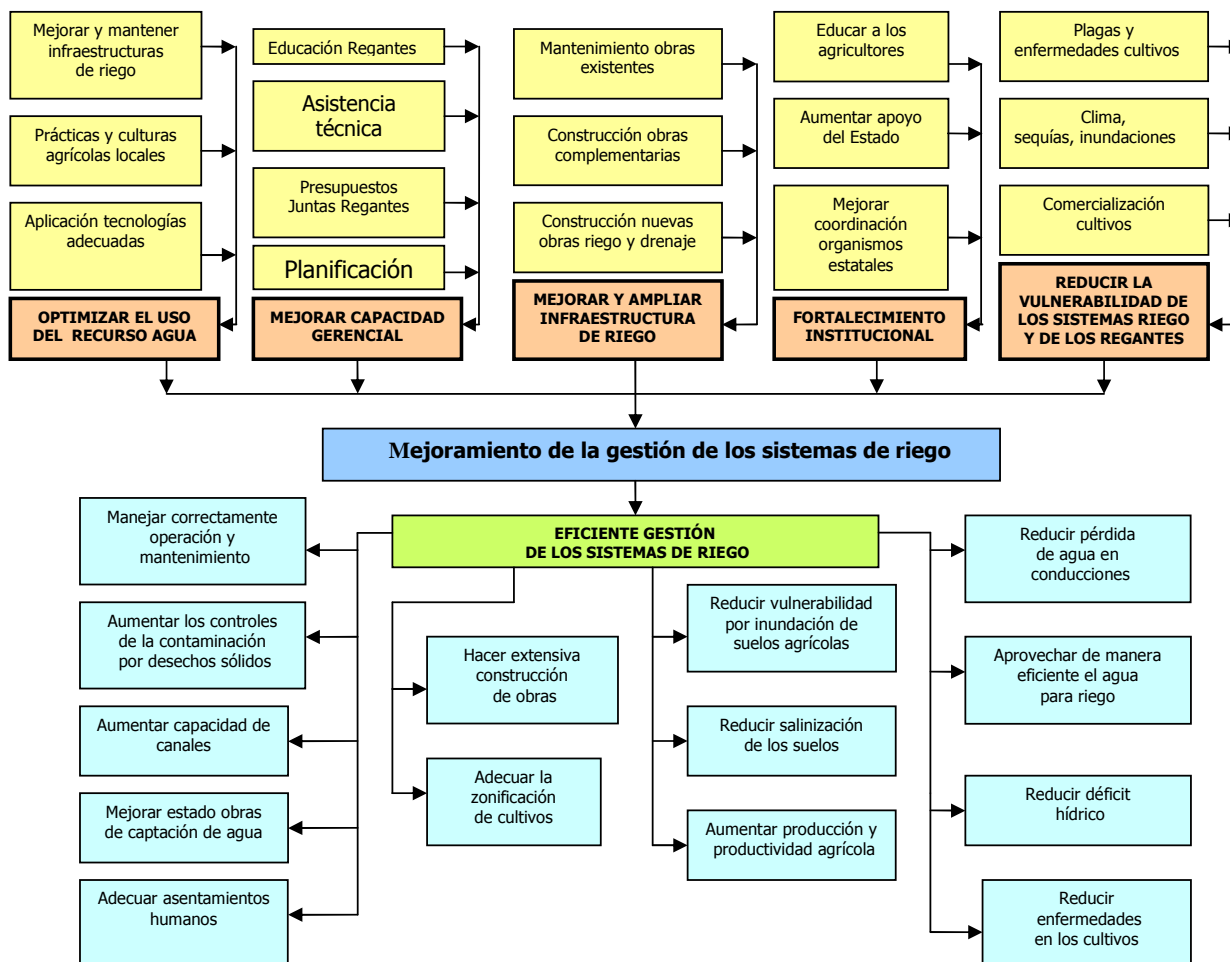 Mejorar y mantener
infraestructuras
de riego
Prácticas y culturas
agrícolas locales
Aplicación tecnologías
adecuadas
OPTIMIZAR EL USO
DEL RECURSO AGUA
Educación Regantes
Asistencia
técnica
Presupuestos
Juntas Regantes
Planificación
MEJORAR CAPACIDAD
GERENCIAL
Mantenimiento obras
existentes
Construcción obras
complementarias
Construcción nuevas
obras riego y drenaje
MEJORAR Y AMPLIAR
INFRAESTRUCTURA
DE RIEGO
Educar a los
agricultores
Aumentar apoyo
del Estado
Mejorar
coordinación
organismos
estatales
FORTALECIMIENTO
INSTITUCIONAL
Plagas y
enfermedades cultivos
Clima,
sequías, inundaciones
Comercialización
cultivos
REDUCIR LA
VULNERABILIDAD DE
LOS SISTEMAS RIEGO
Y DE LOS REGANTES
Mejoramiento de la gestión de los sistemas de riego
EFICIENTE GESTIÓN
DE LOS SISTEMAS DE RIEGO
Manejar correctamente
operación y
mantenimiento
Aumentar los controles
de la contaminación
por desechos sólidos
Aumentar capacidad de
canales
Mejorar estado obras
de captación de agua
Adecuar asentamientos
humanos
Hacer extensiva
construcción
de obras
Adecuar la
zonificación
de cultivos
Reducir vulnerabilidad
por inundación de
suelos agrícolas
Reducir salinización
de los suelos
Aumentar producción y
productividad agrícola
Reducir pérdida
de agua en
conducciones
Aprovechar de manera
eficiente el agua
para riego
Reducir déficit
hídrico
Reducir
enfermedades
en los cultivos